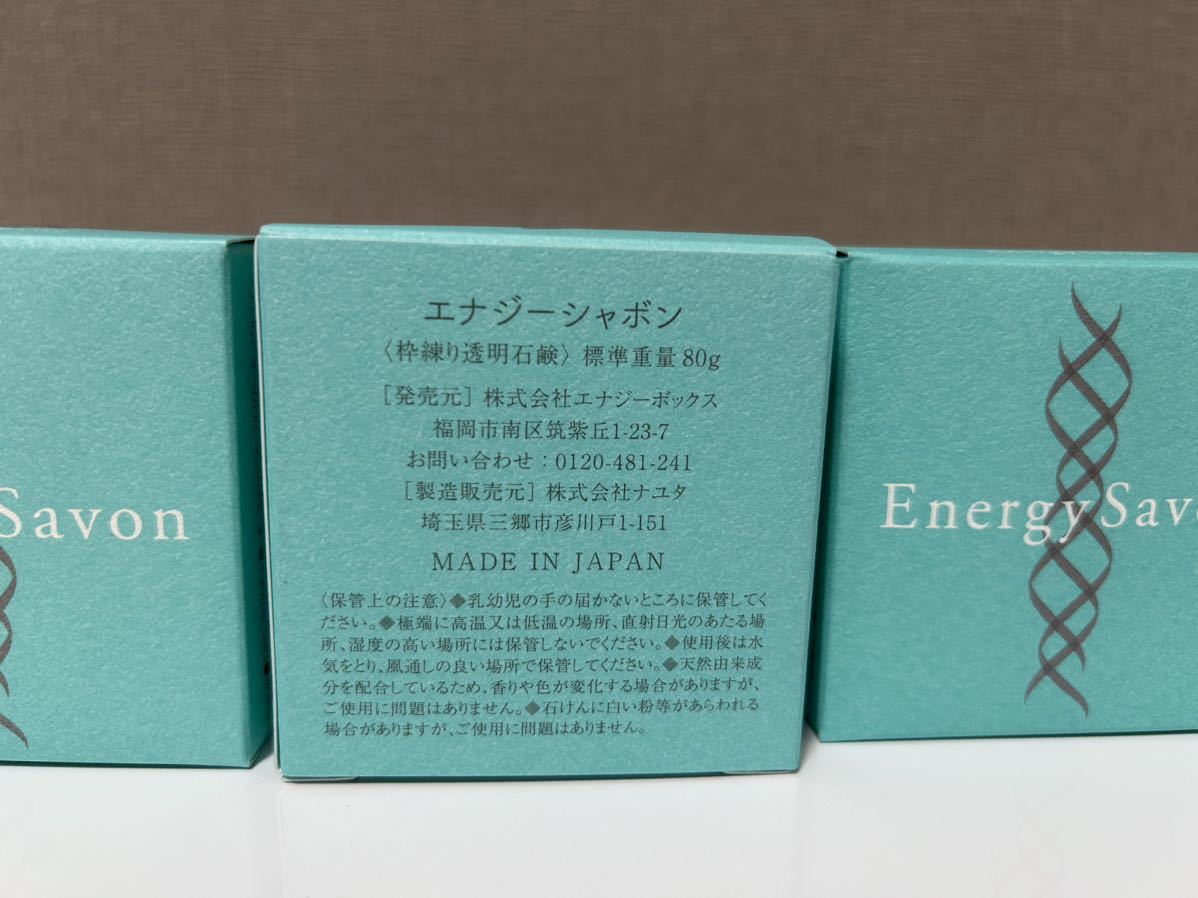 Savon
エナジーシャボン
〈枠練り透明石鹸〉標準重量80g
［発売元］株式会社エナジーボックス
福岡市南区筑紫丘1-23-7
お問い合わせ：0120-481-241
［製造販売元］株式会社ナユタ
埼玉県三郷市彦川戸1-151
MADE IN JAPAN
〈保管上の注意〉◆乳幼児の手の届かないところに保管してく
ださい。◆極端に高温又は低温の場所、直射日光のあたる場
所、湿度の高い場所には保管しないでください。◆使用後は水
気をとり、風通しの良い場所で保管してください。◆天然由来成
分を配合しているため、香りや色が変化する場合がありますが、
ご使用に問題はありません。◆石けんに白い粉等があらわれる
場合がありますが、ご使用に問題はありません。
Energy Sav